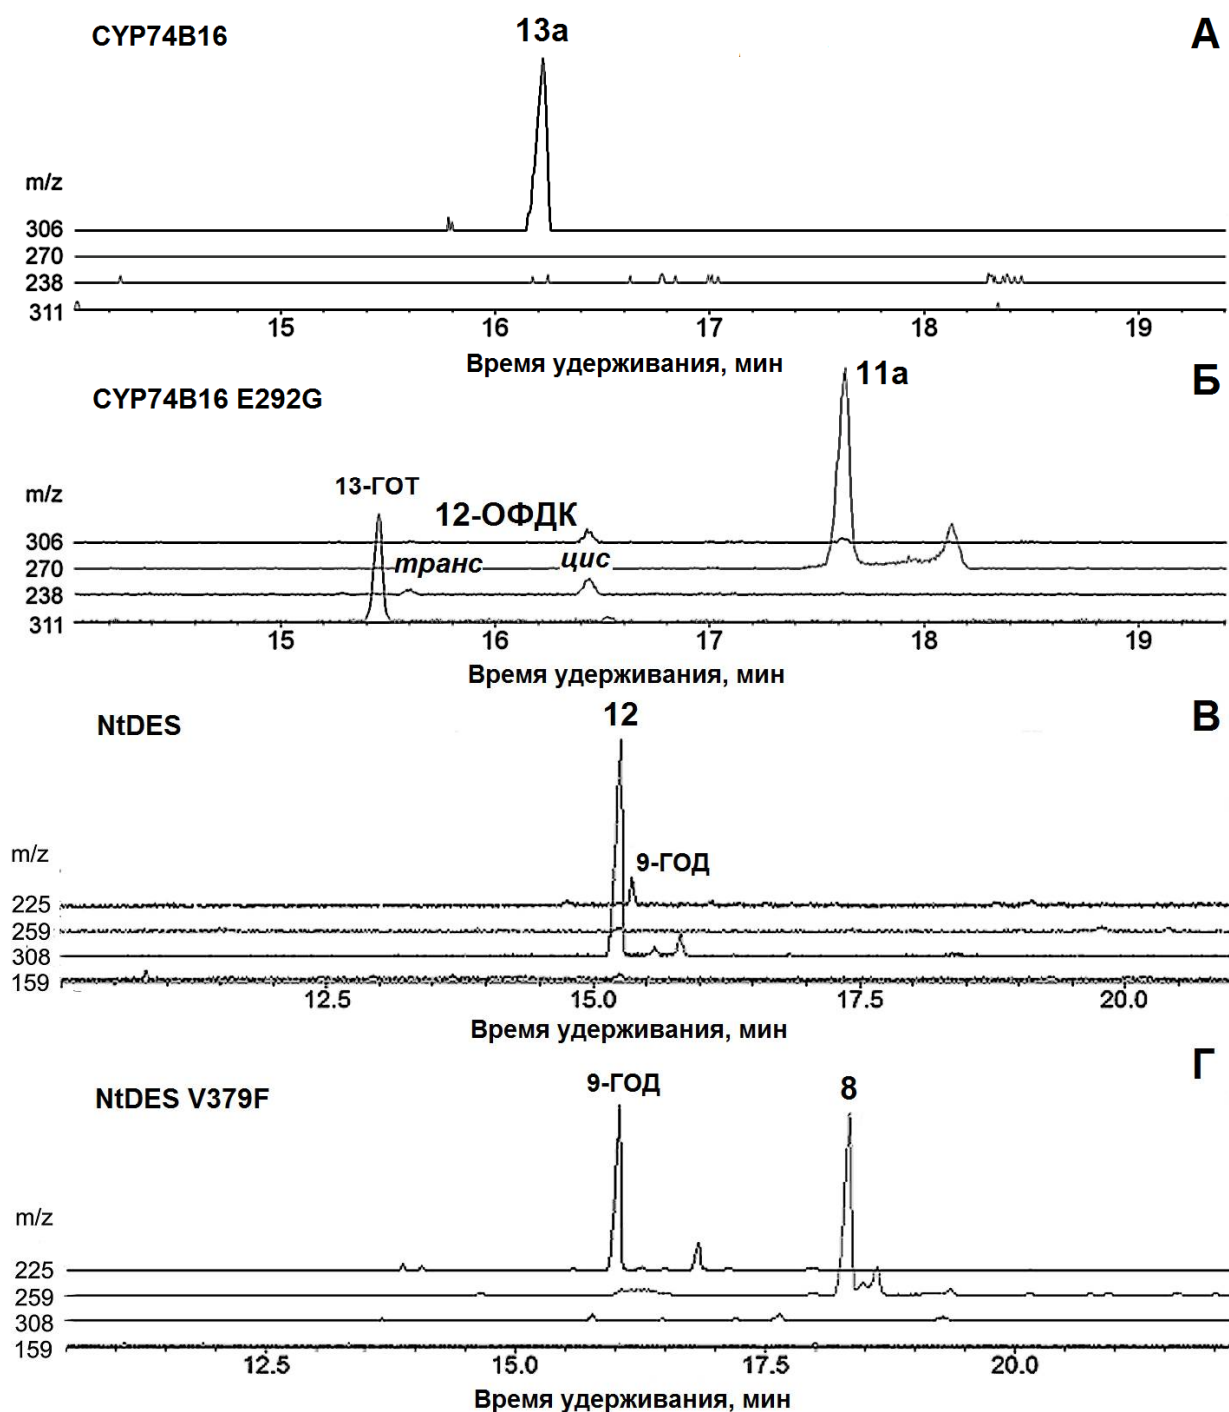 CYP74B16
13а
А
m/z
306
270
238
311
15 16 17 18 19
Время удерживания, мин
CYP74B16 E292G
11а
Б
13-ГОТ
m/z
12-ОФДК
306
транс цис
270
238
311
15 16 17 18 19
Время удерживания, мин
NtDES
12
В
m/z
9-ГОД
225
259
308
159
12.5 15.0 17.5 20.0
Время удерживания, мин
NtDES V379F
9-ГОД
8
Г
m/z
225
259
308
159
12.5 15.0 17.5 20.0
Время удерживания, мин